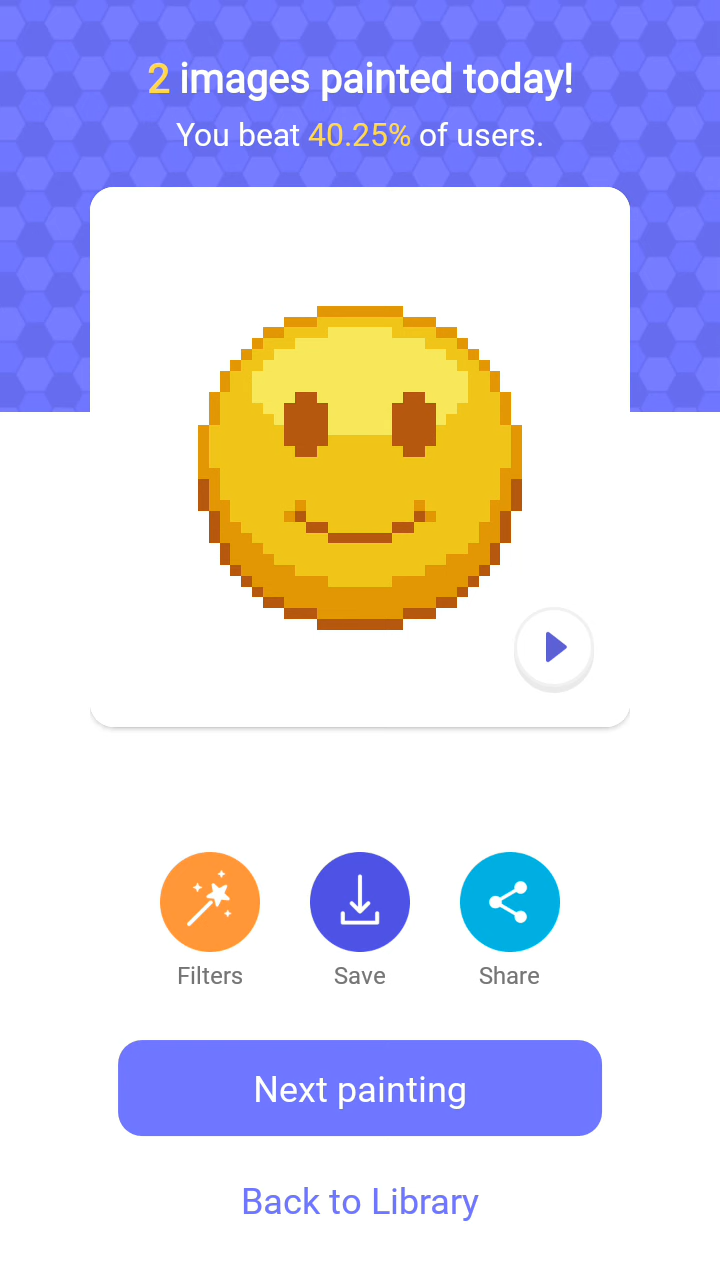 2 images painted today!
You beat 40.25% of users.
Filters
Save
Share
Next painting
Back to Library